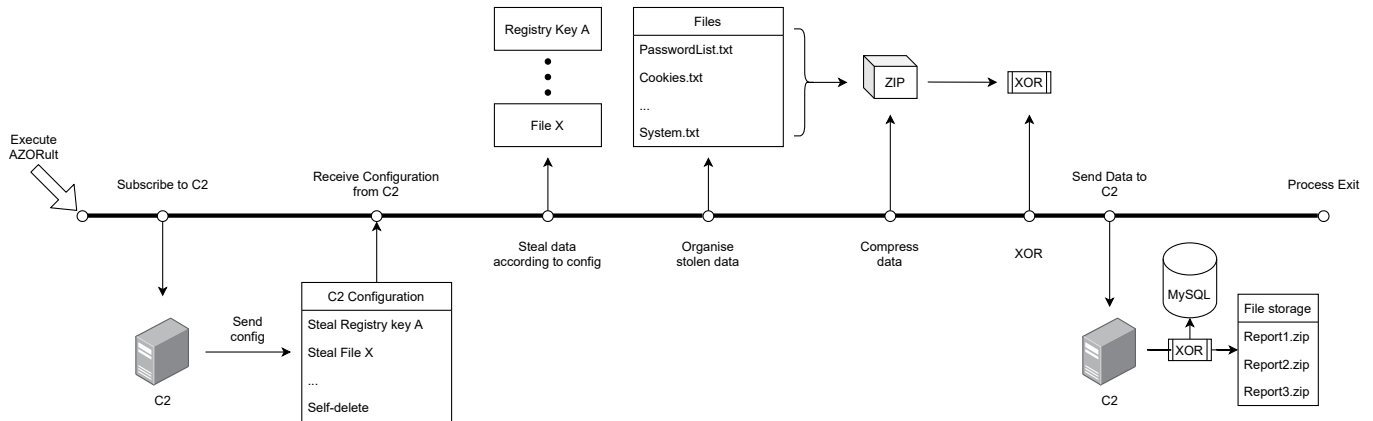 Registry Key A
File X
Files
PasswordList.txt
Cookies.txt
...
System.txt
ZIP
XOR
Execute
AZORult
Subscribe to C2
Receive Configuration
from C2
Send Data to
C2
Process Exit
Steal data
according to config
Organise
stolen data
Compress
data
XOR
C2
Send
config
C2 Configuration
Steal Registry key A
Steal File X
...
Self-delete
C2
XOR
MySQL
File storage
Report1.zip
Report2.zip
Report3.zip